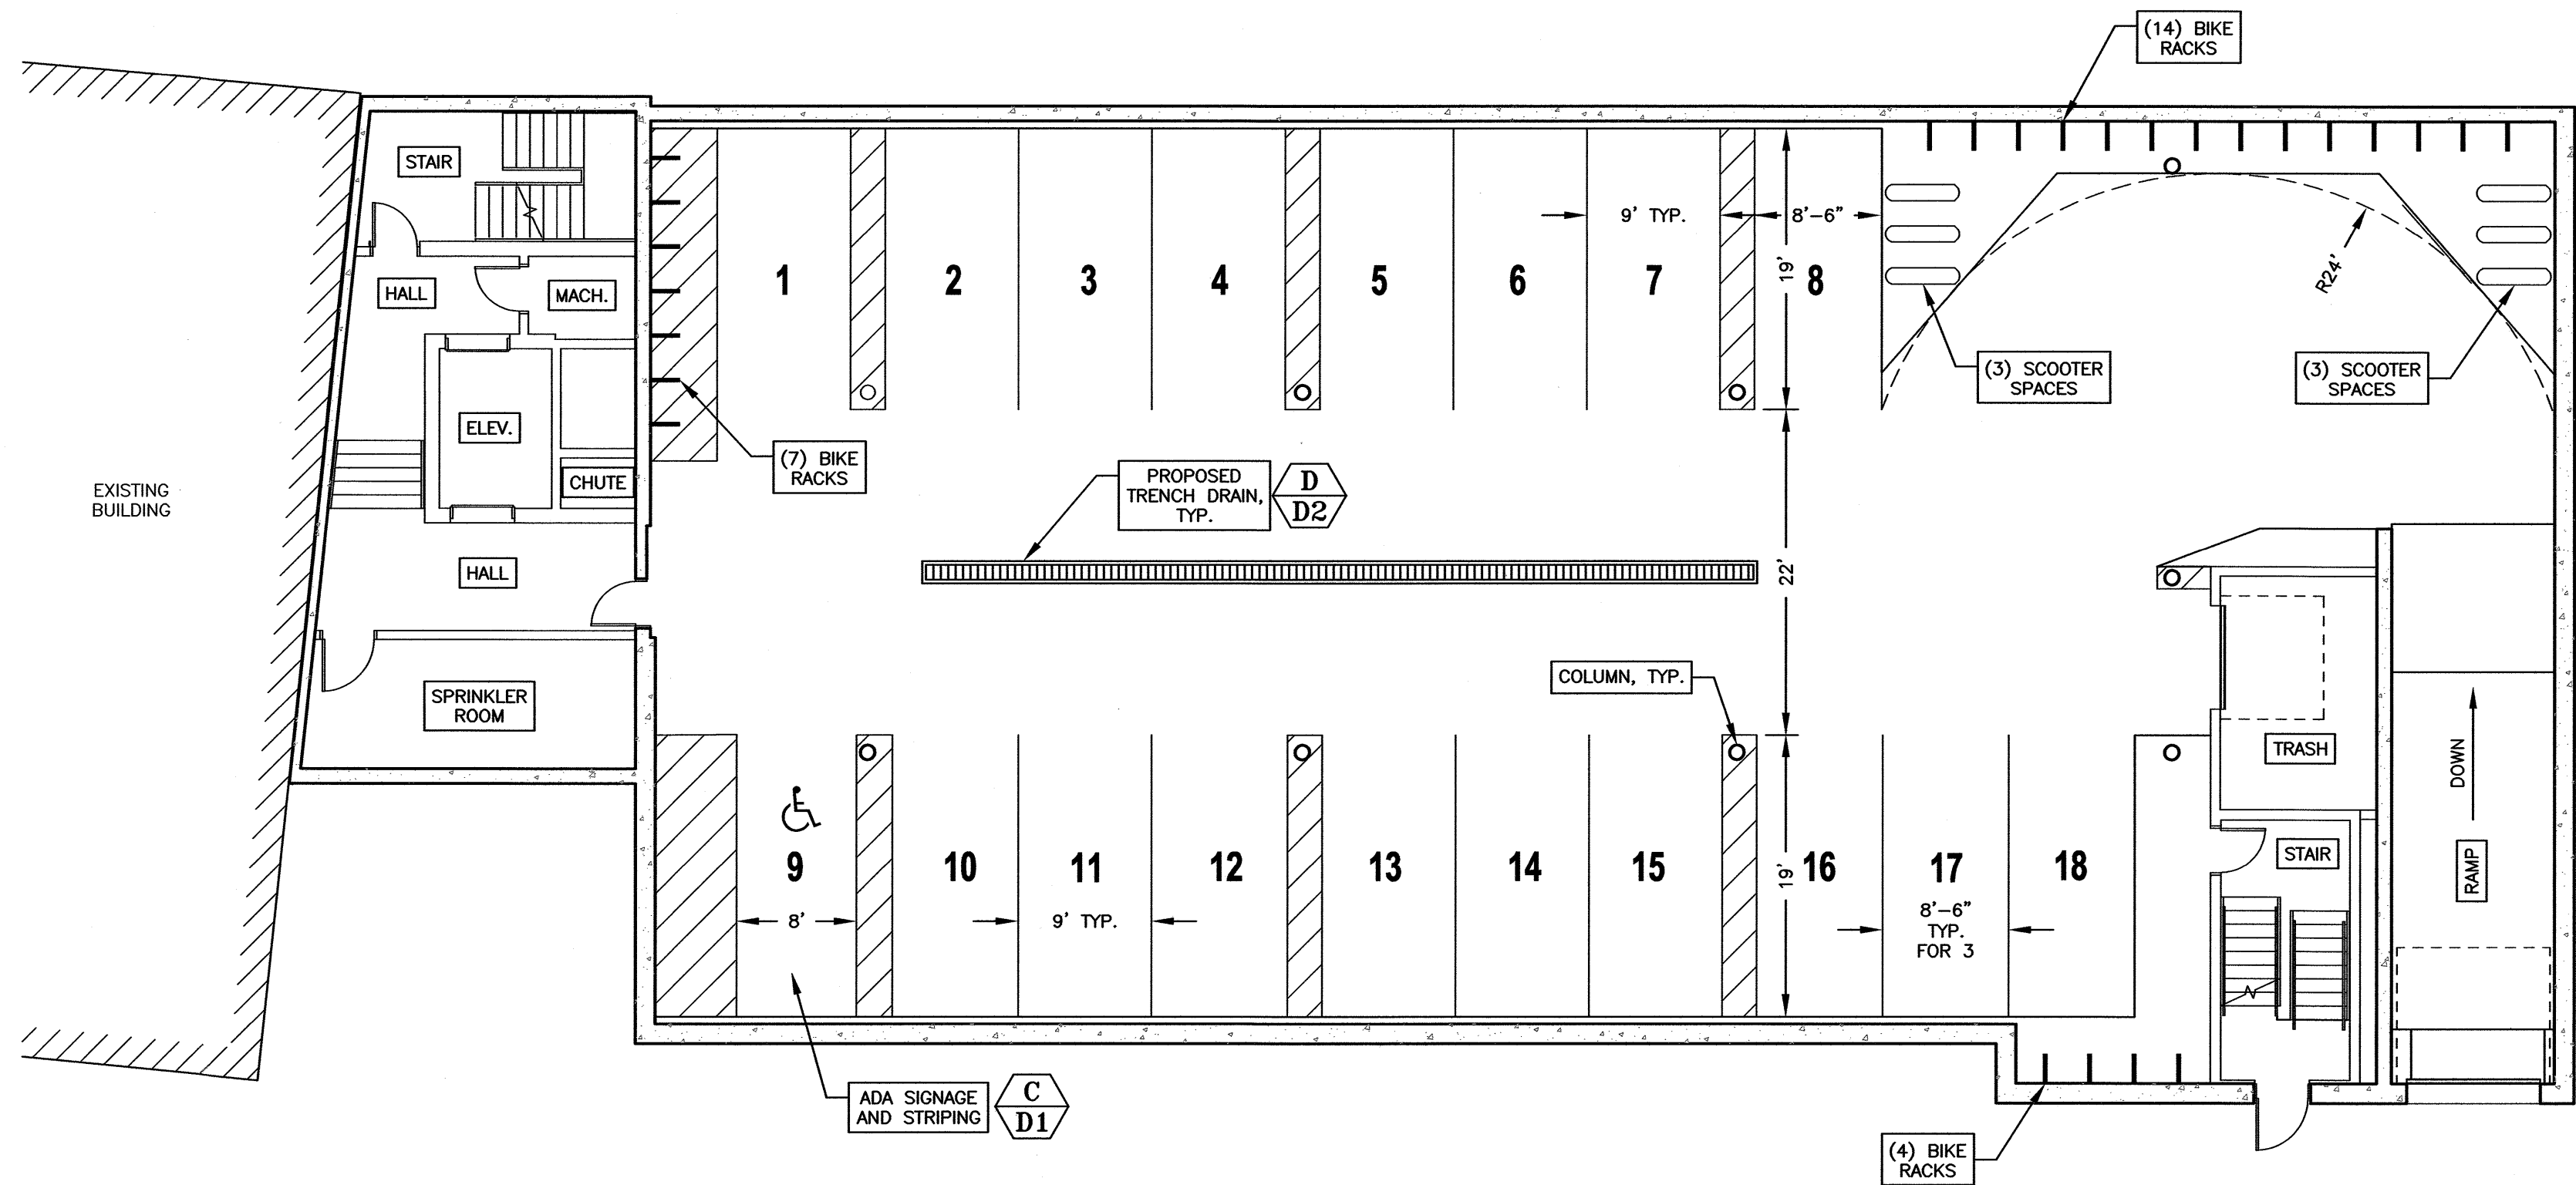 (14) BIKE
RACKS
STAIR
HALL
MACH.
ELEV.
CHUTE
HALL
SPRINKLER
ROOM
EXISTING
BUILDING
1
2
3
4
5
6
7
8
9' TYP.
8'-6"
19'
R24'
(3) SCOOTER
SPACES
(3) SCOOTER
SPACES
(7) BIKE
RACKS
PROPOSED
TRENCH DRAIN,
TYP.
D
D2
22'
COLUMN, TYP.
TRASH
DOWN
RAMP
STAIR
9
10
11
12
13
14
15
16
17
18
8'
9' TYP.
19'
8'-6"
TYP.
FOR 3
ADA SIGNAGE
AND STRIPING
C
D1
(4) BIKE
RACKS